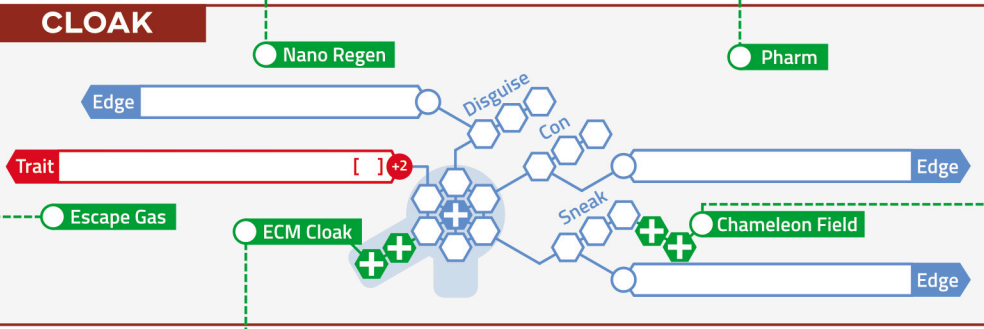 CLOAK
Nano Regen
Pharm
Edge
Disguise
Con
Trait
[ ] +2
Edge
Sneak
Escape Gas
ECM Cloak
Chameleon Field
Edge